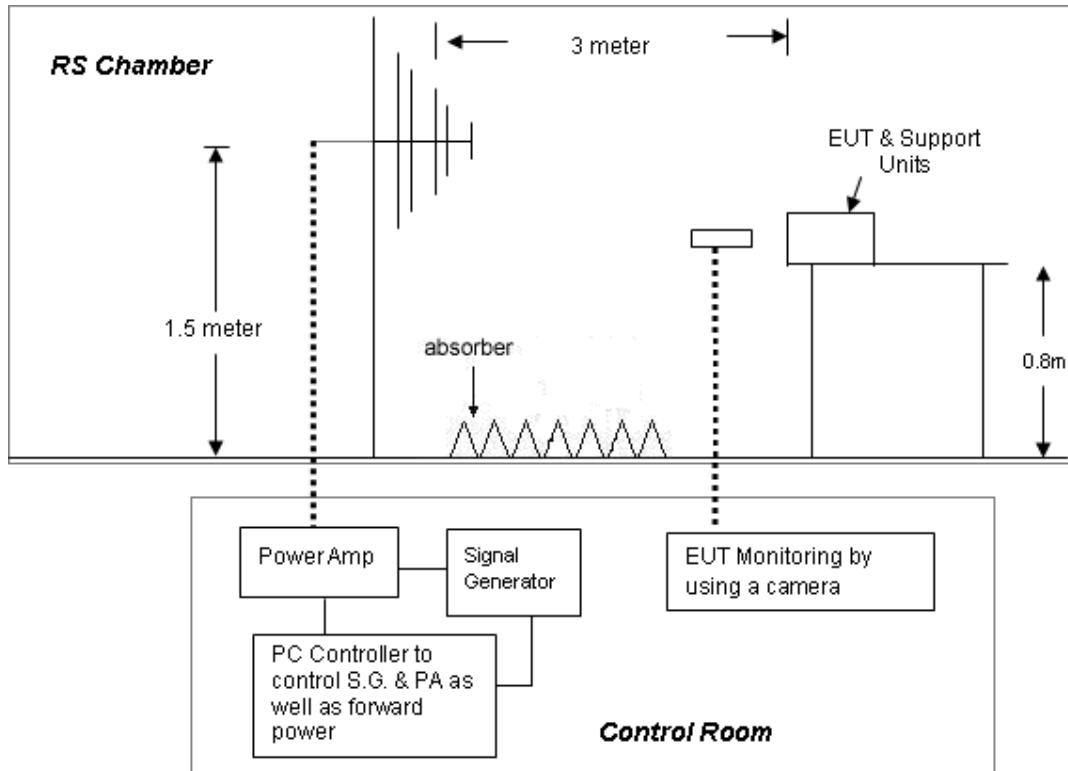 RS Chamber
3 meter
EUT & Support
Units
1.5 meter
absorber
0.8m
Power Amp
Signal
Generator
EUT Monitoring by
using a camera
PC Controller to
control S.G. & PA as
well as forward
power
Control Room